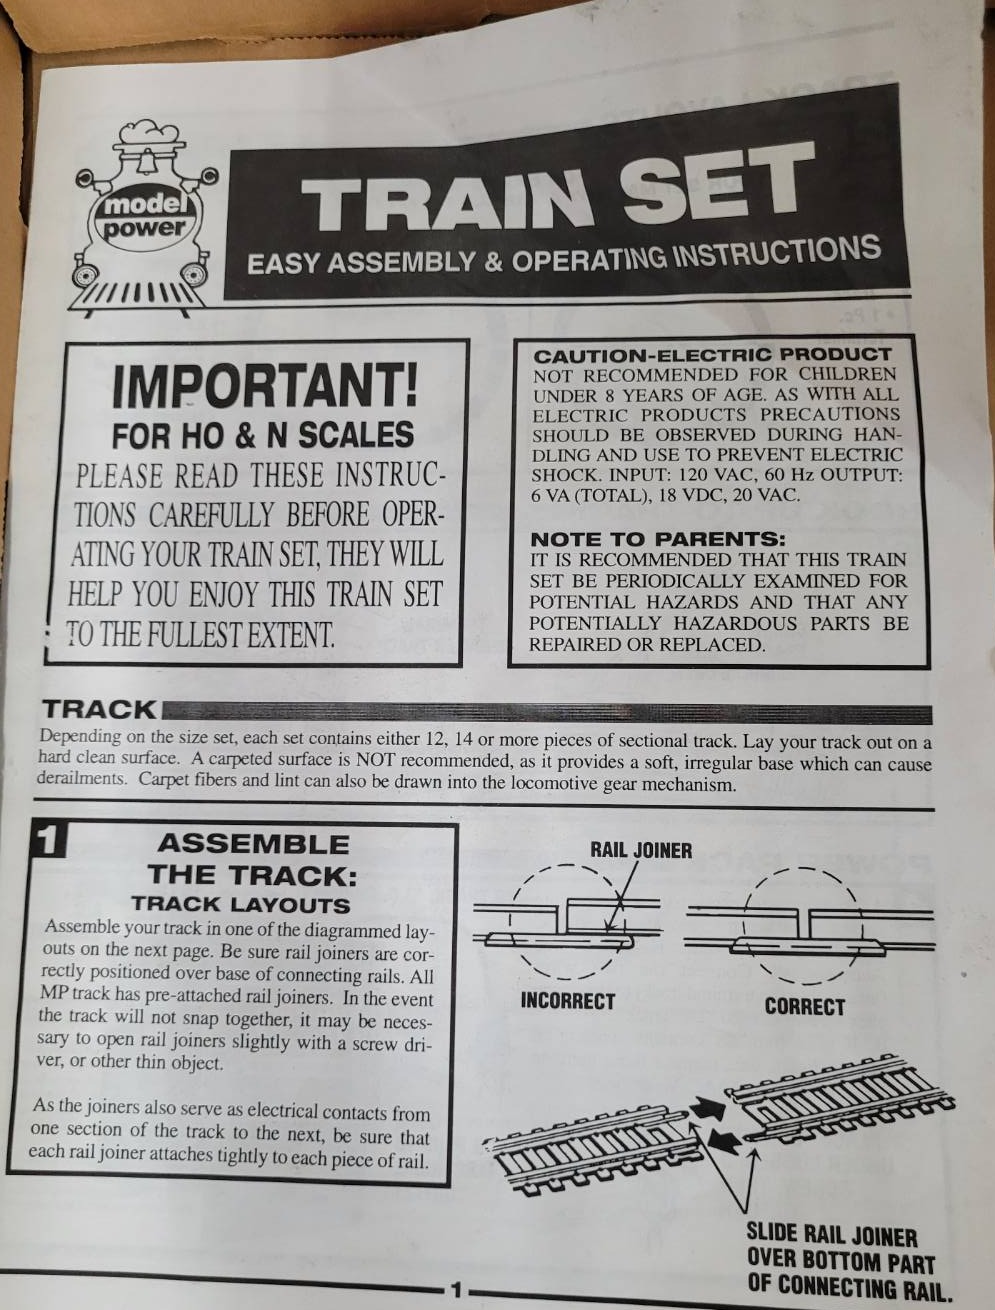 model
power
TRAIN SET
EASY ASSEMBLY & OPERATING INSTRUCTIONS
IMPORTANT!
FOR HO & N SCALES
PLEASE READ THESE INSTRUC-
TIONS CAREFULLY BEFORE OPER-
ATING YOUR TRAIN SET, THEY WILL
HELP YOU ENJOY THIS TRAIN SET
TO THE FULLEST EXTENT.
CAUTION-ELECTRIC PRODUCT
NOT RECOMMENDED FOR CHILDREN
UNDER 8 YEARS OF AGE. AS WITH ALL
ELECTRIC PRODUCTS PRECAUTIONS
SHOULD BE OBSERVED DURING HAN-
DLING AND USE TO PREVENT ELECTRIC
SHOCK. INPUT: 120 VAC, 60 Hz OUTPUT:
6 VA (TOTAL), 18 VDC, 20 VAC.
NOTE TO PARENTS:
IT IS RECOMMENDED THAT THIS TRAIN
SET BE PERIODICALLY EXAMINED FOR
POTENTIAL HAZARDS AND THAT ANY
POTENTIALLY HAZARDOUS PARTS BE
REPAIRED OR REPLACED.
TRACK
Depending on the size set, each set contains either 12, 14 or more pieces of sectional track. Lay your track out on a
hard clean surface. A carpeted surface is NOT recommended, as it provides a soft, irregular base which can cause
derailments. Carpet fibers and lint can also be drawn into the locomotive gear mechanism.
1
ASSEMBLE
THE TRACK:
TRACK LAYOUTS
Assemble your track in one of the diagrammed lay-
outs on the next page. Be sure rail joiners are cor-
rectly positioned over base of connecting rails. All
MP track has pre-attached rail joiners. In the event
the track will not snap together, it may be neces-
sary to open rail joiners slightly with a screw dri-
ver, or other thin object.
As the joiners also serve as electrical contacts from
one section of the track to the next, be sure that
each rail joiner attaches tightly to each piece of rail.
RAIL JOINER
INCORRECT
CORRECT
SLIDE RAIL JOINER
OVER BOTTOM PART
OF CONNECTING RAIL.
1